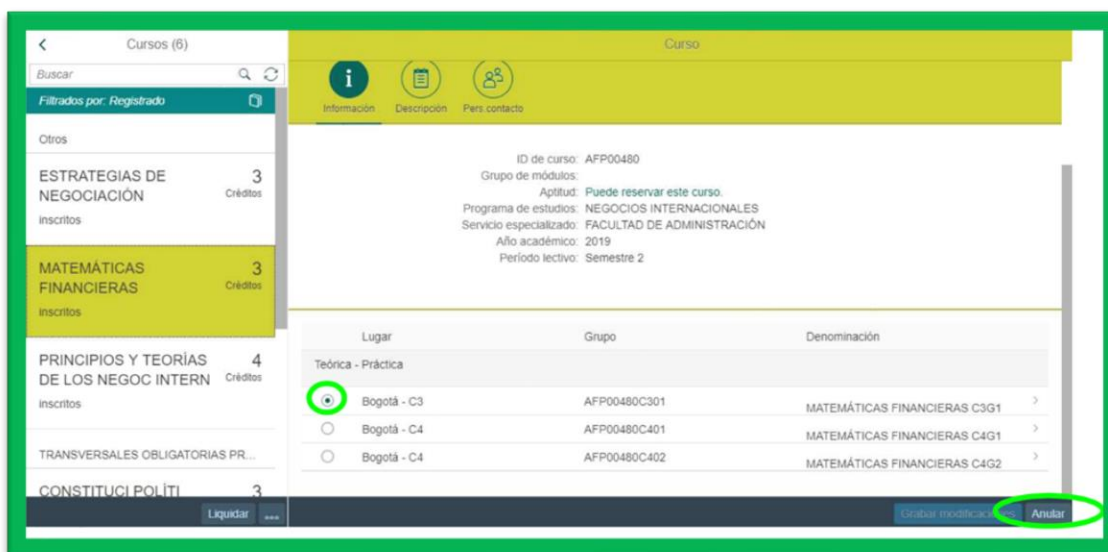 Cursos (6)
Curso
Buscar
Filtrados por: Registrado
Otros
ESTRATEGIAS DE
NEGOCIACIÓN
3
Créditos
inscritos
MATEMÁTICAS
FINANCIERAS
3
Créditos
inscritos
PRINCIPIOS Y TEORÌAS
DE LOS NEGOC INTERN
4
Créditos
inscritos
TRANSVERSALES OBLIGATORIAS PR...
CONSTITUCI POLÍTI
3
Liquidar ...
i
Información Descripción Pers.contacto
ID de curso: AFP00480
Grupo de módulos:
Aptitud: Puede reservar este curso.
Programa de estudios: NEGOCIOS INTERNACIONALES
Servicio especializado: FACULTAD DE ADMINISTRACIÓN
Año académico: 2019
Período lectivo: Semestre 2
Lugar Grupo Denominación
Teórica - Práctica
Bogotá - C3 AFP00480C301 MATEMÁTICAS FINANCIERAS C3G1
Bogotá - C4 AFP00480C401 MATEMÁTICAS FINANCIERAS C4G1
Bogotá - C4 AFP00480C402 MATEMÁTICAS FINANCIERAS C4G2
Grabar modificaciones Anular